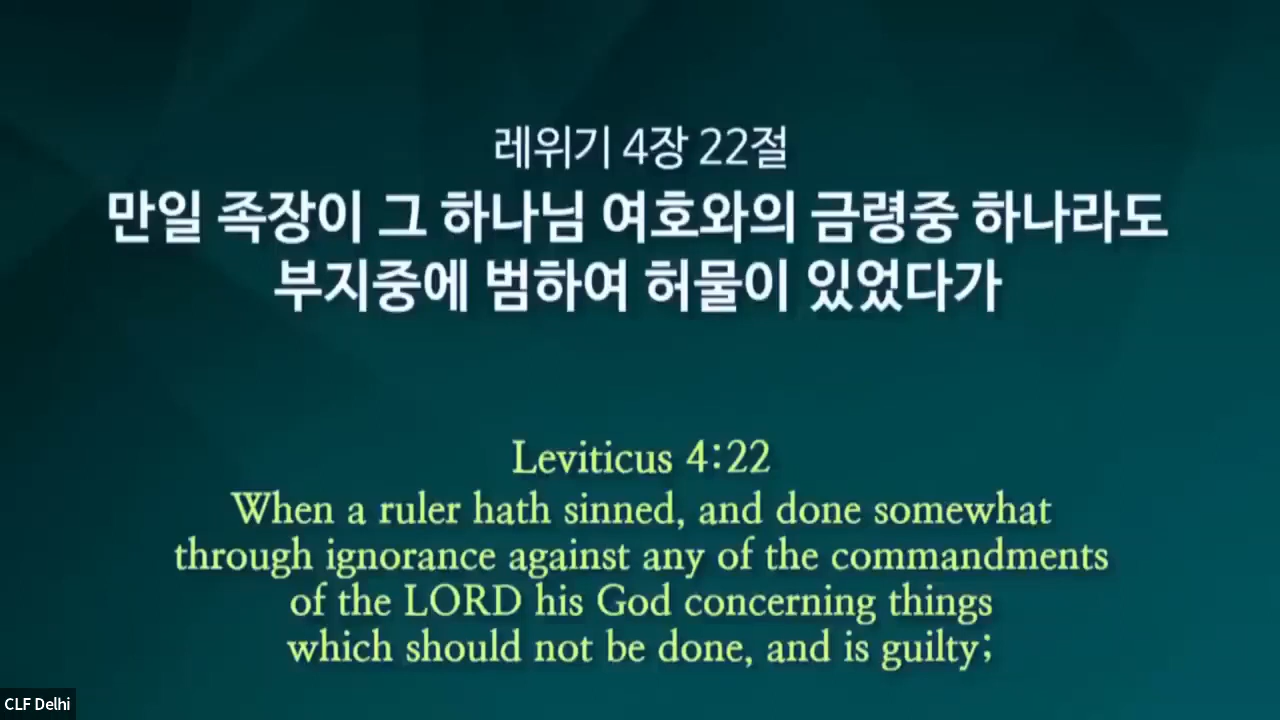 레위기 4장 22절
만일 족장이 그 하나님 여호와의 금령중 하나라도
부지중에 범하여 허물이 있었다가
Leviticus 4:22
When a ruler hath sinned, and done somewhat
through ignorance against any of the commandments
of the LORD his God concerning things
which should not be done, and is guilty;
CLF Delhi